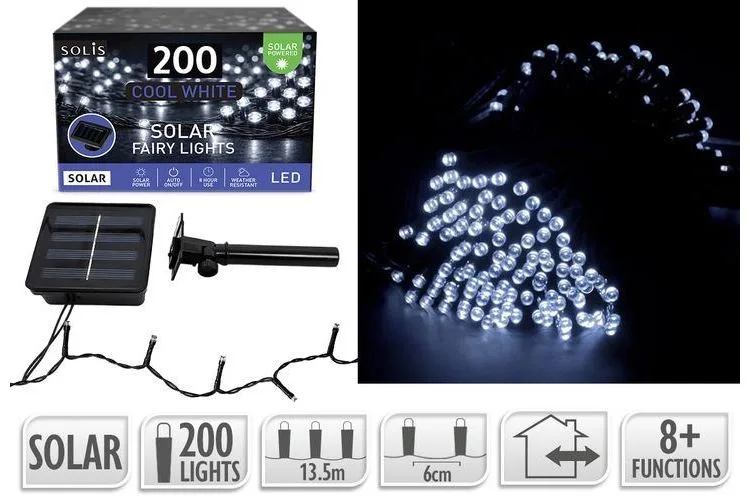 SOLIS
200
COOL WHITE
SOLAR
POWERED
SOLAR
FAIRY LIGHTS
SOLAR
SOLAR
POWER
AUTO
ON/OFF
8 HOUR
USE
WEATHER
RESISTANT
LED
SOLAR
200
LIGHTS
13.5m
6cm
8+
FUNCTIONS